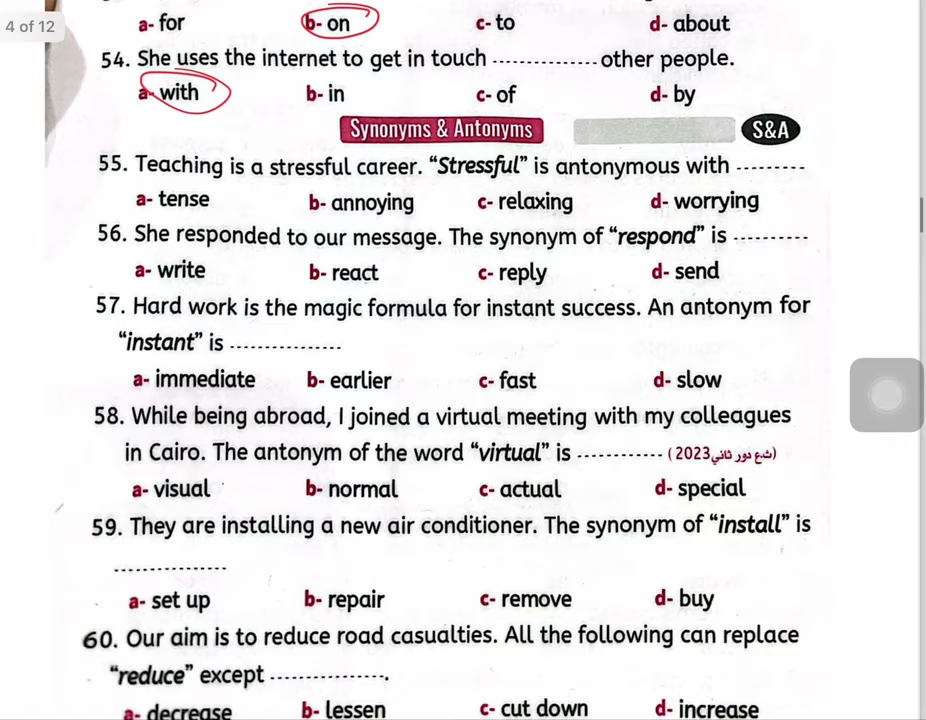 4 of 12
a- for b- on c- to d- about
54. She uses the internet to get in touch ------------- other people.
a- with b- in c- of d- by
Synonyms & Antonyms S&A
55. Teaching is a stressful career. “Stressful” is antonymous with ---------
a- tense b- annoying c- relaxing d- worrying
56. She responded to our message. The synonym of “respond” is ----------
a- write b- react c- reply d- send
57. Hard work is the magic formula for instant success. An antonym for
“instant” is ---------------
a- immediate b- earlier c- fast d- slow
58. While being abroad, I joined a virtual meeting with my colleagues
in Cairo. The antonym of the word “virtual” is ----------- (ث.ع دور ثاني 2023)
a- visual b- normal c- actual d- special
59. They are installing a new air conditioner. The synonym of “install” is
---------------
a- set up b- repair c- remove d- buy
60. Our aim is to reduce road casualties. All the following can replace
“reduce” except ---------------.
a- decrease b- lessen c- cut down d- increase